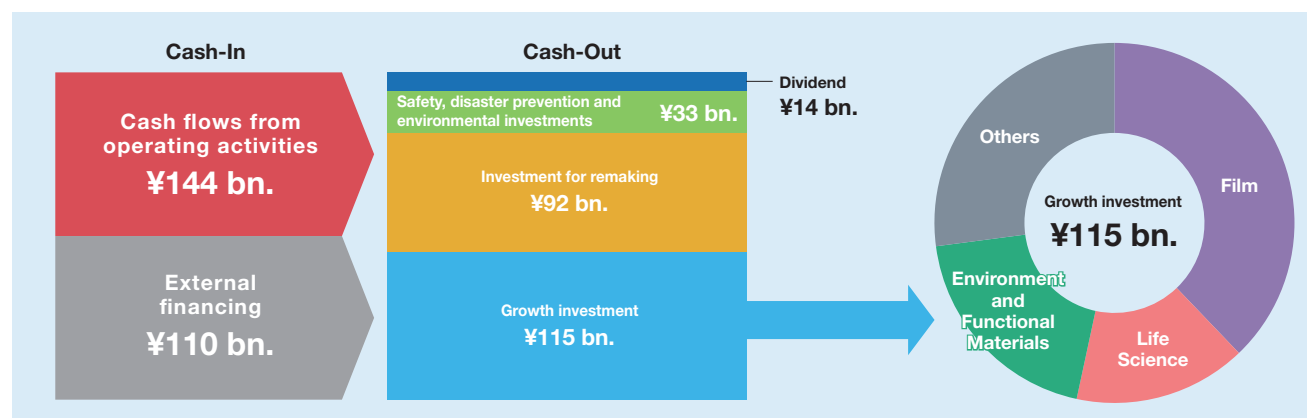 Cash-In
Cash flows from
operating activities
¥144 bn.
External
financing
¥110 bn.
Cash-Out
Dividend
¥14 bn.
Safety, disaster prevention and
environmental investments
¥33 bn.
Investment for remaking
¥92 bn.
Growth investment
¥115 bn.
Growth investment
¥115 bn.
Film
Life
Science
Environment
and
Functional
Materials
Others